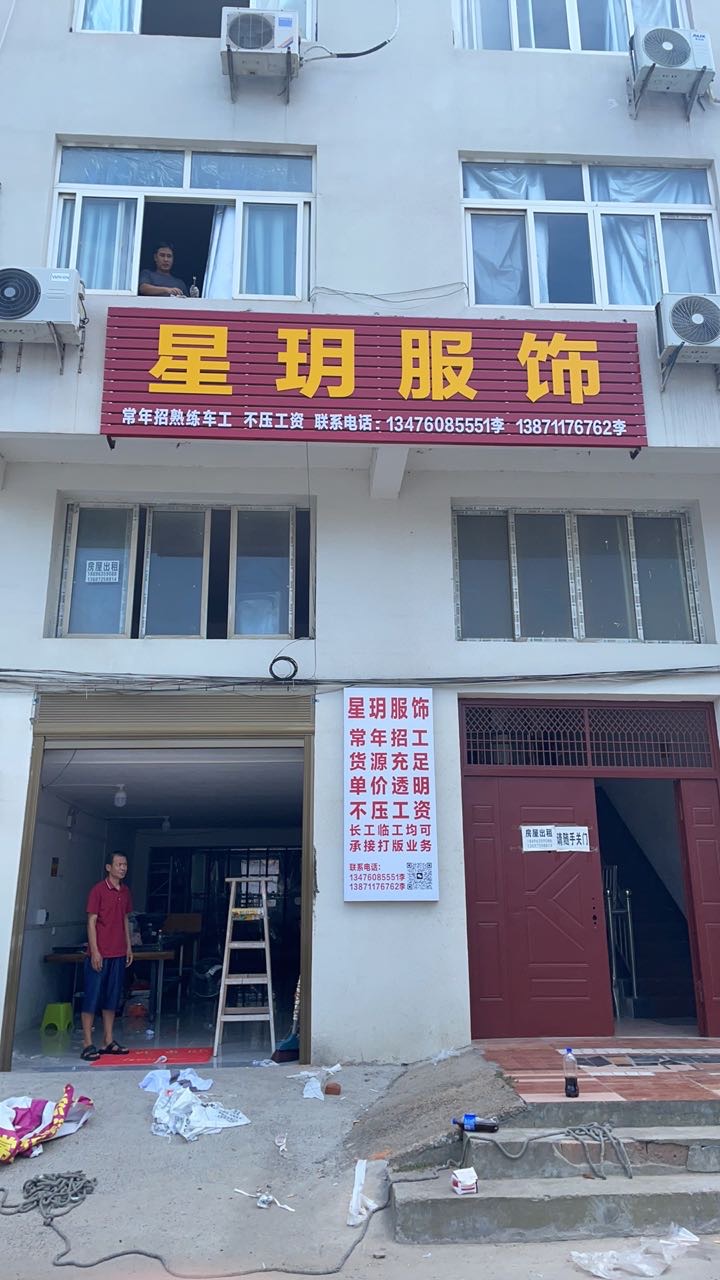 星玥服饰
常年招熟练车工 不压工资 联系电话：13476085551李 13871176762李
房屋出租
星玥服饰
常年招工
货源充足
单价透明
不压工资
长工临工均可
承接打版业务
联系电话：
13476085551李
13871176762李
房屋出租
请随手关门